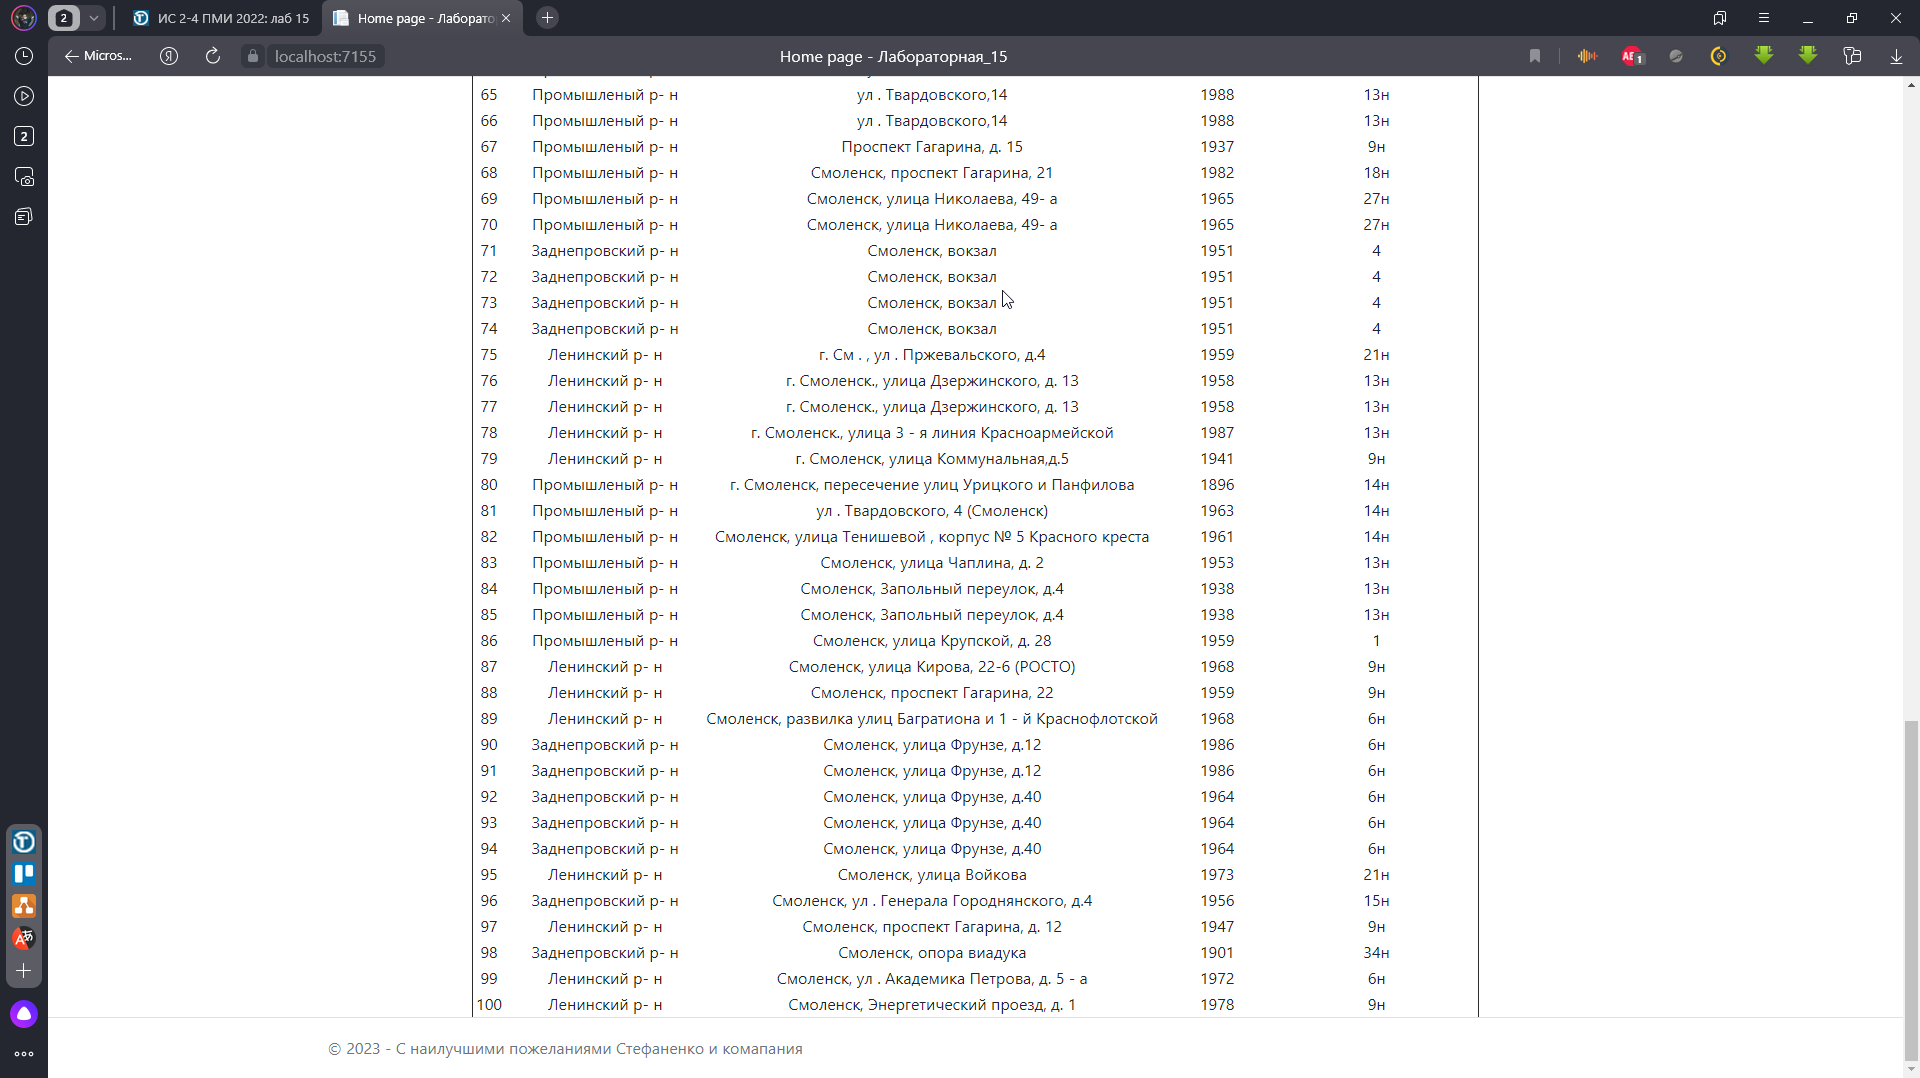 2
ИС 2-4 ПМИ 2022: лаб 15
Home page - Лаборато
Micros...
localhost:7155
Home page - Лабораторная_15
65 Промышленый р- н ул . Твардовского,14 1988 13н
66 Промышленый р- н ул . Твардовского,14 1988 13н
67 Промышленый р- н Проспект Гагарина, д. 15 1937 9н
68 Промышленый р- н Смоленск, проспект Гагарина, 21 1982 18н
69 Промышленый р- н Смоленск, улица Николаева, 49- а 1965 27н
70 Промышленый р- н Смоленск, улица Николаева, 49- а 1965 27н
71 Заднепровский р- н Смоленск, вокзал 1951 4
72 Заднепровский р- н Смоленск, вокзал 1951 4
73 Заднепровский р- н Смоленск, вокзал 1951 4
74 Заднепровский р- н Смоленск, вокзал 1951 4
75 Ленинский р- н г. См . , ул . Пржевальского, д.4 1959 21н
76 Ленинский р- н г. Смоленск., улица Дзержинского, д. 13 1958 13н
77 Ленинский р- н г. Смоленск., улица Дзержинского, д. 13 1958 13н
78 Ленинский р- н г. Смоленск., улица 3 - я линия Красноармейской 1987 13н
79 Ленинский р- н г. Смоленск, улица Коммунальная,д.5 1941 9н
80 Промышленый р- н г. Смоленск, пересечение улиц Урицкого и Панфилова 1896 14н
81 Промышленый р- н ул . Твардовского, 4 (Смоленск) 1963 14н
82 Промышленый р- н Смоленск, улица Тенишевой , корпус № 5 Красного креста 1961 14н
83 Промышленый р- н Смоленск, улица Чаплина, д. 2 1953 13н
84 Промышленый р- н Смоленск, Запольный переулок, д.4 1938 13н
85 Промышленый р- н Смоленск, Запольный переулок, д.4 1938 13н
86 Промышленый р- н Смоленск, улица Крупской, д. 28 1959 1
87 Ленинский р- н Смоленск, улица Кирова, 22-б (РОСТО) 1968 9н
88 Ленинский р- н Смоленск, проспект Гагарина, 22 1959 9н
89 Ленинский р- н Смоленск, развилка улиц Багратиона и 1 - й Краснофлотской 1968 6н
90 Заднепровский р- н Смоленск, улица Фрунзе, д.12 1986 6н
91 Заднепровский р- н Смоленск, улица Фрунзе, д.12 1986 6н
92 Заднепровский р- н Смоленск, улица Фрунзе, д.40 1964 6н
93 Заднепровский р- н Смоленск, улица Фрунзе, д.40 1964 6н
94 Заднепровский р- н Смоленск, улица Фрунзе, д.40 1964 6н
95 Ленинский р- н Смоленск, улица Войкова 1973 21н
96 Заднепровский р- н Смоленск, ул . Генерала Городнянского, д.4 1956 15н
97 Ленинский р- н Смоленск, проспект Гагарина, д. 12 1947 9н
98 Заднепровский р- н Смоленск, опора виадука 1901 34н
99 Ленинский р- н Смоленск, ул . Академика Петрова, д. 5 - а 1972 6н
100 Ленинский р- н Смоленск, Энергетический проезд, д. 1 1978 9н
© 2023 - С наилучшими пожеланиями Стефаненко и комапания